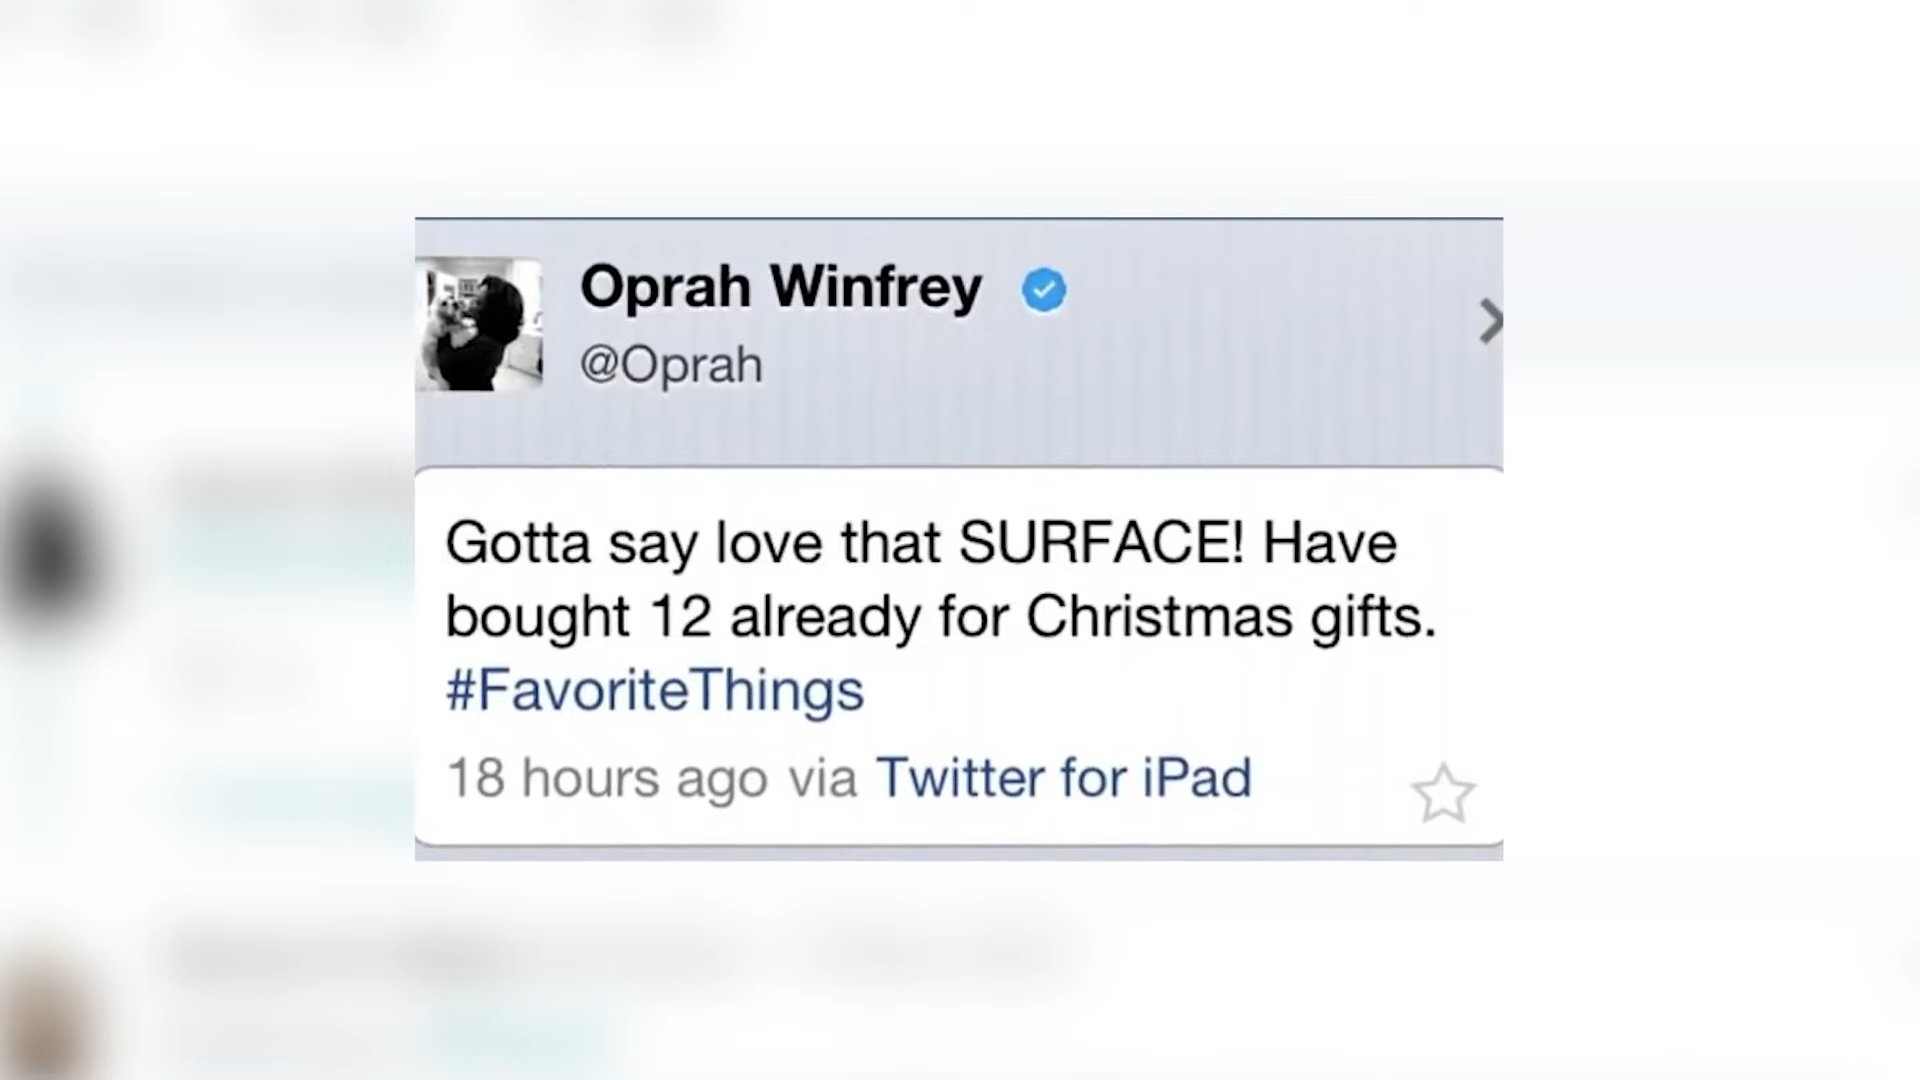 Oprah Winfrey
@Oprah
Gotta say love that SURFACE! Have
bought 12 already for Christmas gifts.
#FavoriteThings
18 hours ago via Twitter for iPad